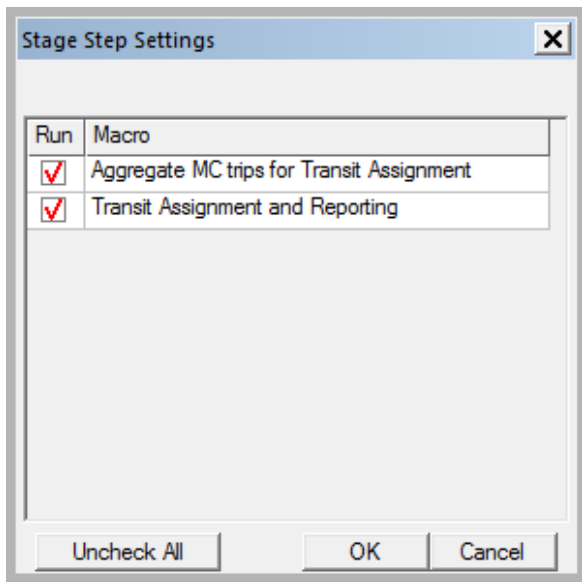 Stage Step Settings
Run Macro
Aggregate MC trips for Transit Assignment
Transit Assignment and Reporting
Uncheck All OK Cancel